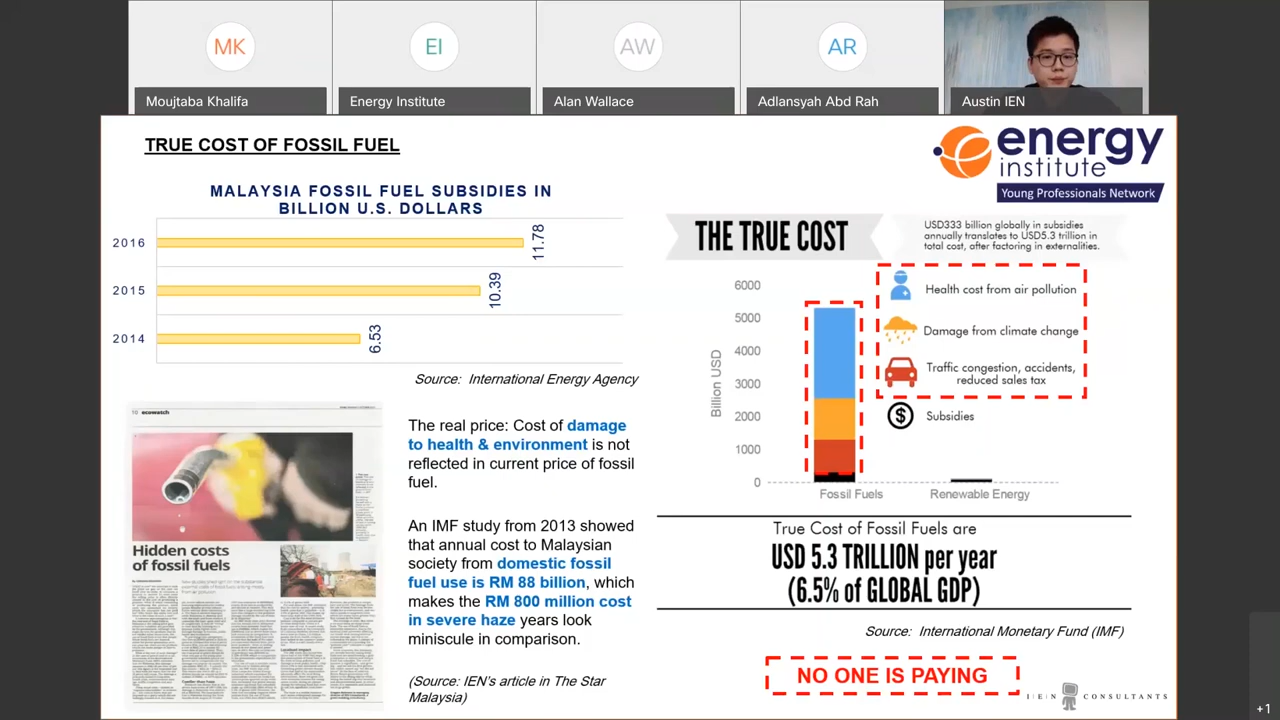 MK
EI
AW
AR
Moujtaba Khalifa
Energy Institute
Alan Wallace
Adlansyah Abd Rah
Austin IEN
TRUE COST OF FOSSIL FUEL
energy
institute
Young Professionals Network
MALAYSIA FOSSIL FUEL SUBSIDIES IN
BILLION U.S. DOLLARS
2016
11.78
2015
10.39
2014
6.53
Source: International Energy Agency
THE TRUE COST
USD333 billion globally in subsidies
annually translates to USD5.3 trillion in
total cost, after factoring in externalities.
6000
5000
4000
3000
2000
1000
0
Billion USD
Health cost from air pollution
Damage from climate change
Traffic congestion, accidents,
reduced sales tax
$
Subsidies
Fossil Fuels
Renewable Energy
10 ecowatch
Hidden costs
of fossil fuels
The real price: Cost of damage
to health & environment is not
reflected in current price of fossil
fuel.
An IMF study from 2013 showed
that annual cost to Malaysian
society from domestic fossil
fuel use is RM 88 billion, which
makes the RM 800 million cost
in severe haze years look
miniscule in comparison.
(Source: IEN's article in The Star
Malaysia)
True Cost of Fossil Fuels are
USD 5.3 TRILLION per year
(6.5% of GLOBAL GDP)
Source: International Monetary Fund (IMF)
NO ONE IS PAYING
IEN CONSULTANTS
+1